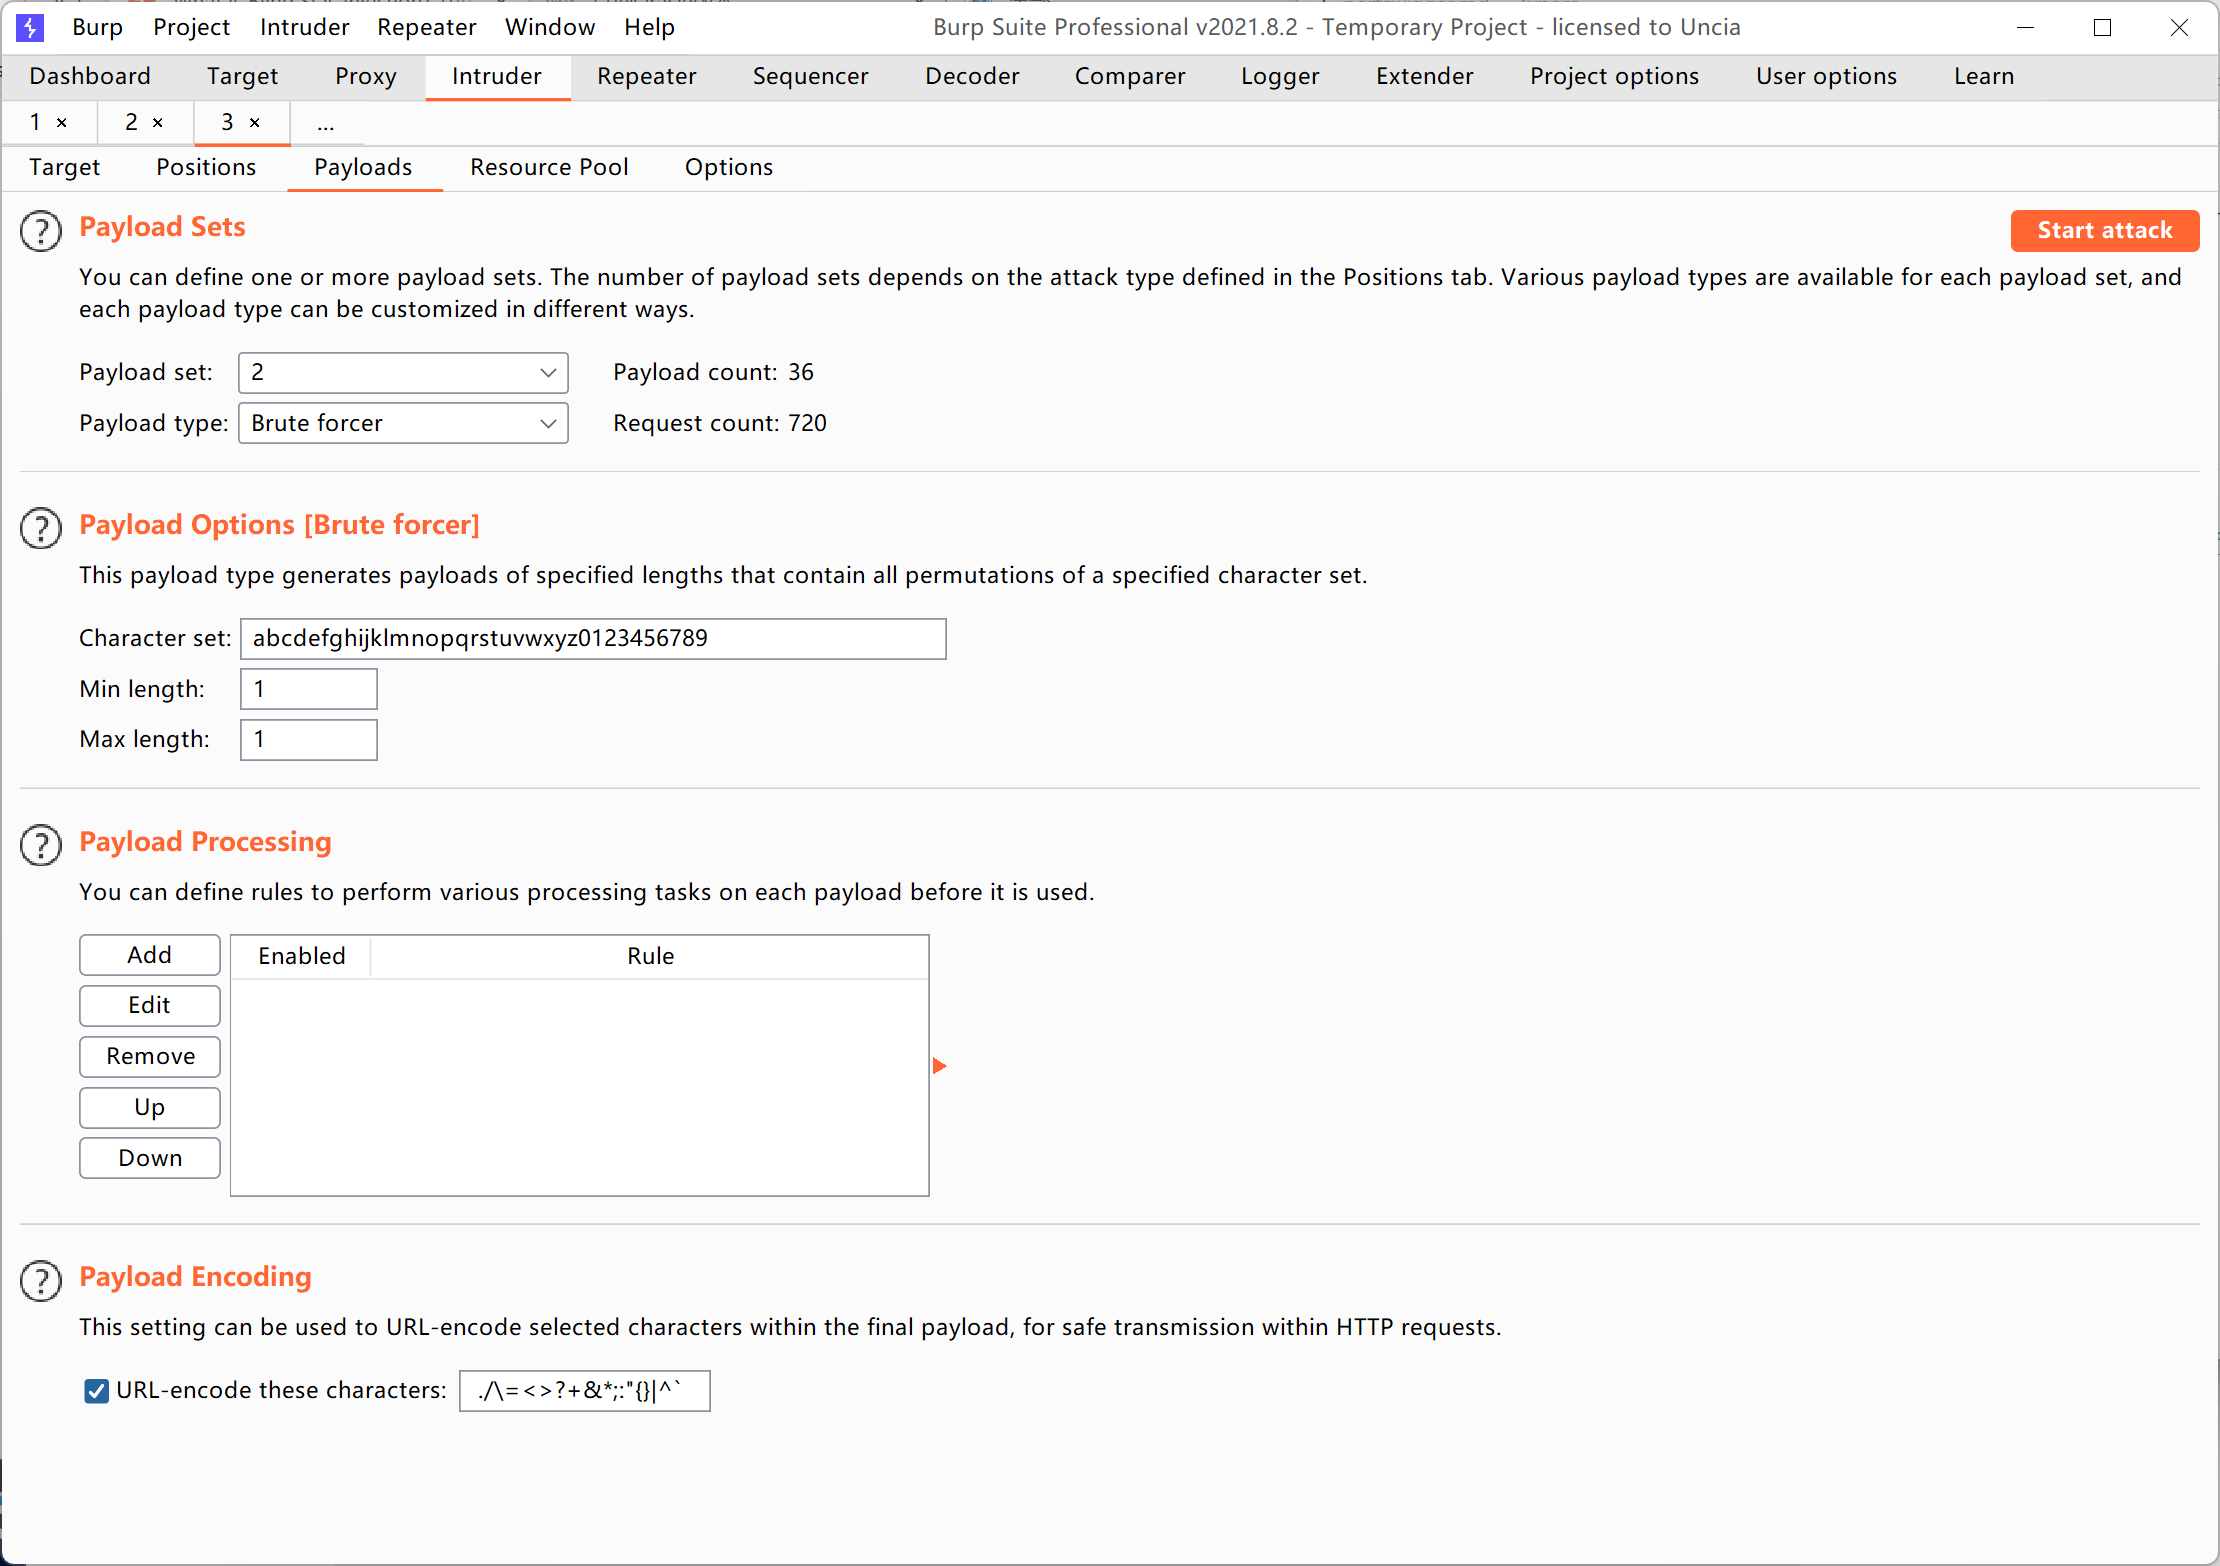 Burp Project Intruder Repeater Window Help Burp Suite Professional v2021.8.2 - Temporary Project - licensed to Uncia
Dashboard Target Proxy Intruder Repeater Sequencer Decoder Comparer Logger Extender Project options User options Learn
1 × 2 × 3 × ...
Target Positions Payloads Resource Pool Options
? Payload Sets Start attack
You can define one or more payload sets. The number of payload sets depends on the attack type defined in the Positions tab. Various payload types are available for each payload set, and
each payload type can be customized in different ways.
Payload set: 2 Payload count: 36
Payload type: Brute forcer Request count: 720
? Payload Options [Brute forcer]
This payload type generates payloads of specified lengths that contain all permutations of a specified character set.
Character set: abcdefghijklmnopqrstuvwxyz0123456789
Min length: 1
Max length: 1
? Payload Processing
You can define rules to perform various processing tasks on each payload before it is used.
Add Enabled Rule
Edit
Remove
Up
Down
? Payload Encoding
This setting can be used to URL-encode selected characters within the final payload, for safe transmission within HTTP requests.
URL-encode these characters: ./\=<>?+&*;:"{}|^`